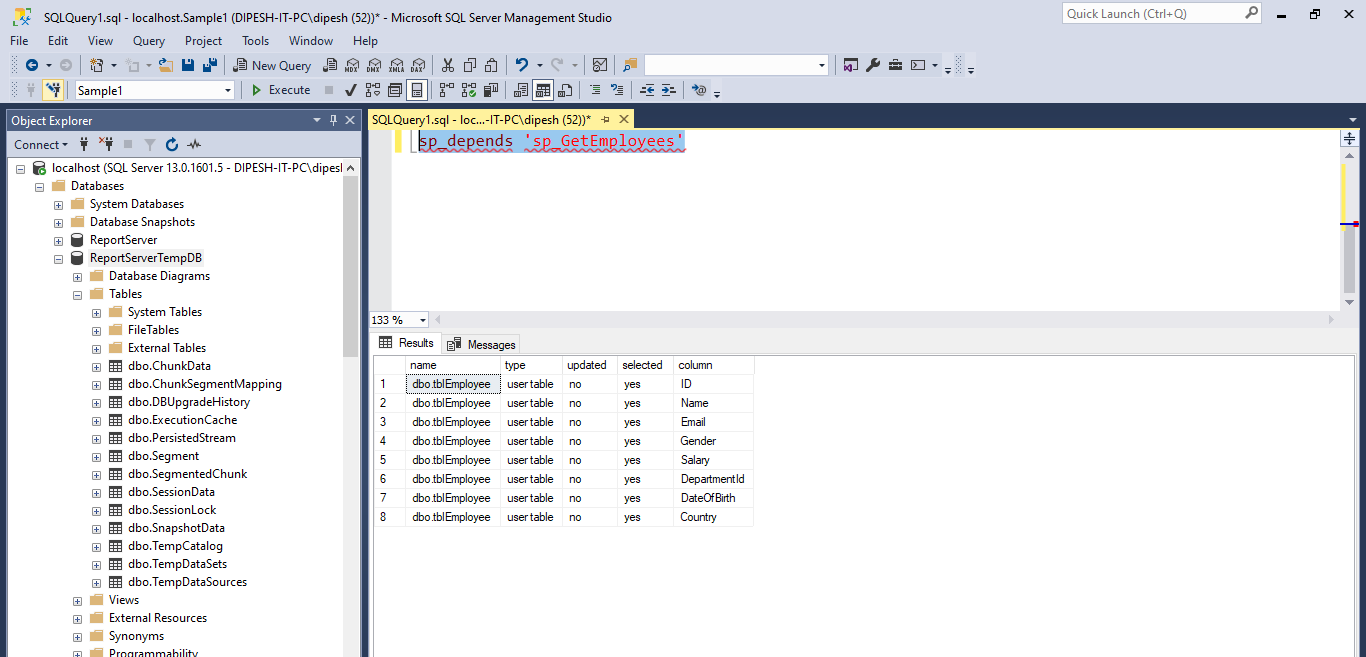 SQLQuery1.sql - localhost.Sample1 (DIPESH-IT-PC\dipesh (52))* - Microsoft SQL Server Management Studio
Quick Launch (Ctrl+Q)
File Edit View Query Project Tools Window Help
New Query MDX DMX XMLA DAX
Sample1 Execute
Object Explorer
Connect
localhost (SQL Server 13.0.1601.5 - DIPESH-IT-PC\dipesl
Databases
System Databases
Database Snapshots
ReportServer
ReportServerTempDB
Database Diagrams
Tables
System Tables
FileTables
External Tables
dbo.ChunkData
dbo.ChunkSegmentMapping
dbo.DBUpgradeHistory
dbo.ExecutionCache
dbo.PersistedStream
dbo.Segment
dbo.SegmentedChunk
dbo.SessionData
dbo.SessionLock
dbo.SnapshotData
dbo.TempCatalog
dbo.TempDataSets
dbo.TempDataSources
Views
External Resources
Synonyms
Programmability
SQLQuery1.sql - loc...-IT-PC\dipesh (52))*
sp_depends 'sp_GetEmployees'
133 %
Results Messages
name type updated selected column
1 dbo.tblEmployee user table no yes ID
2 dbo.tblEmployee user table no yes Name
3 dbo.tblEmployee user table no yes Email
4 dbo.tblEmployee user table no yes Gender
5 dbo.tblEmployee user table no yes Salary
6 dbo.tblEmployee user table no yes DepartmentId
7 dbo.tblEmployee user table no yes DateOfBirth
8 dbo.tblEmployee user table no yes Country